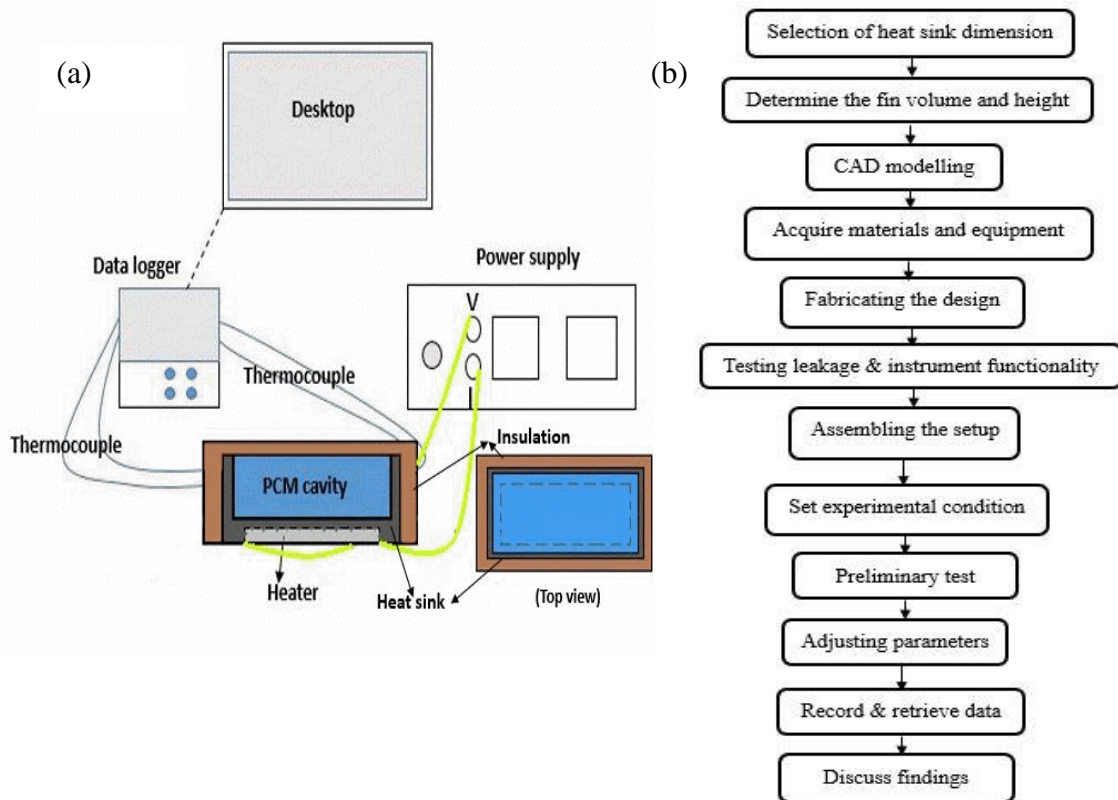 (a)
Desktop
Data logger
Power supply
V
I
Thermocouple
Thermocouple
Insulation
PCM cavity
Heater
Heat sink
(Top view)
(b)
Selection of heat sink dimension
Determine the fin volume and height
CAD modelling
Acquire materials and equipment
Fabricating the design
Testing leakage & instrument functionality
Assembling the setup
Set experimental condition
Preliminary test
Adjusting parameters
Record & retrieve data
Discuss findings